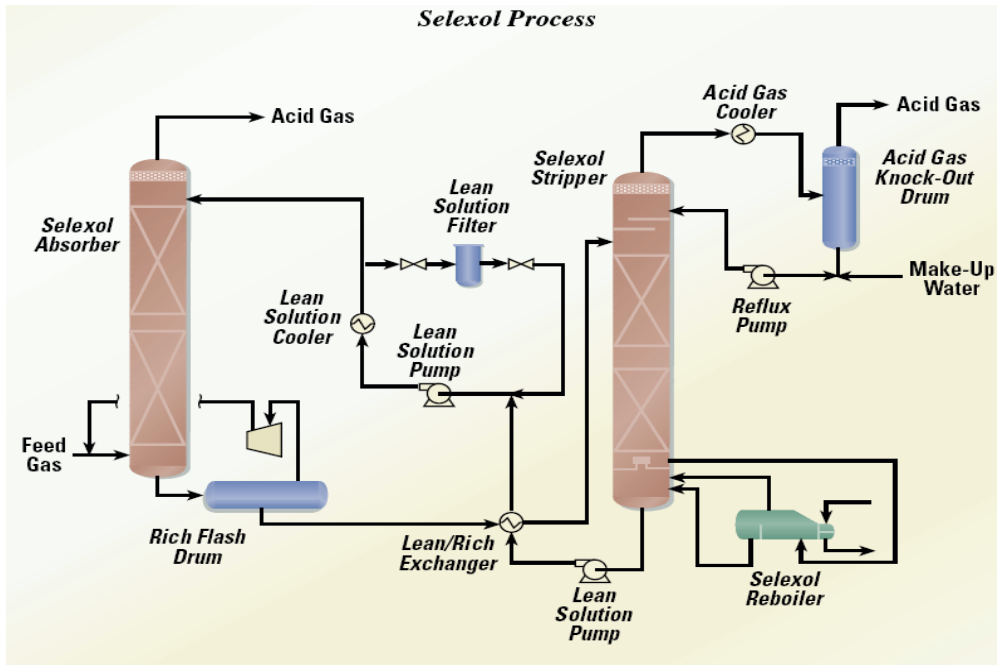 Selexol Process
Acid Gas
Selexol
Absorber
Lean
Solution
Filter
Lean
Solution
Cooler
Lean
Solution
Pump
Feed
Gas
Rich Flash
Drum
Lean/Rich
Exchanger
Selexol
Stripper
Acid Gas
Cooler
Acid Gas
Acid Gas
Knock-Out
Drum
Make-Up
Water
Reflux
Pump
Lean
Solution
Pump
Selexol
Reboiler